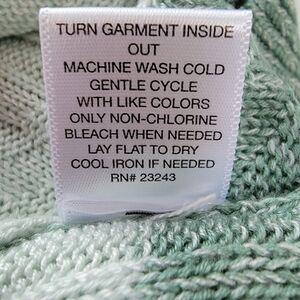 TURN GARMENT INSIDE
OUT
MACHINE WASH COLD
GENTLE CYCLE
WITH LIKE COLORS
ONLY NON-CHLORINE
BLEACH WHEN NEEDED
LAY FLAT TO DRY
COOL IRON IF NEEDED
RN# 23243